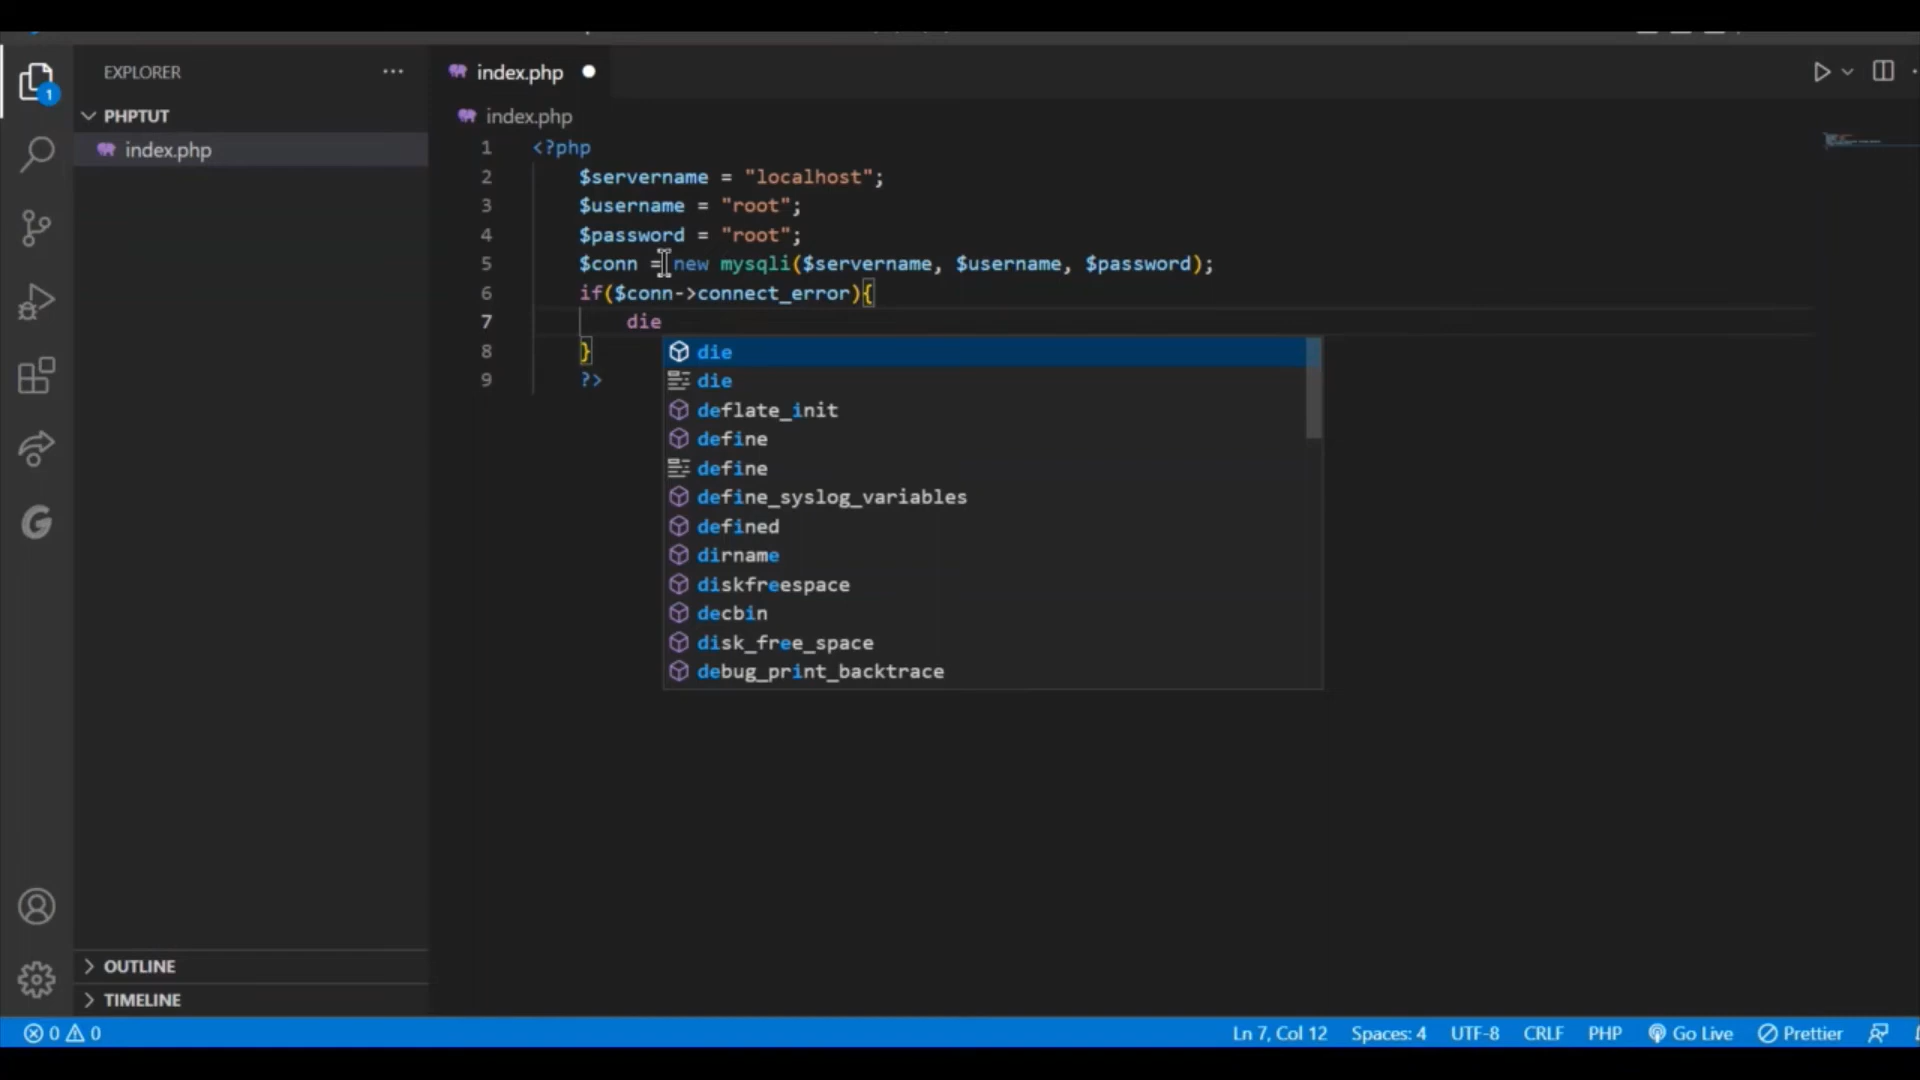 EXPLORER
PHPTUT
index.php
OUTLINE
TIMELINE
1
index.php
index.php
1 <?php
2 $servername = "localhost";
3 $username = "root";
4 $password = "root";
5 $conn = new mysqli($servername, $username, $password);
6 if($conn->connect_error){
7 die
8 }
9 ?>
die
die
deflate_init
define
define
define_syslog_variables
defined
dirname
diskfreespace
decbin
disk_free_space
debug_print_backtrace
0 0 Ln 7, Col 12 Spaces: 4 UTF-8 CRLF PHP Go Live Prettier